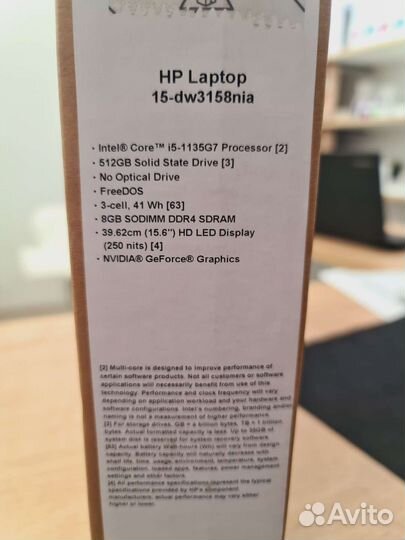 HP Laptop
15-dw3158nia
· Intel® Core™ i5-1135G7 Processor [2]
· 512GB Solid State Drive [3]
· No Optical Drive
· FreeDOS
· 3-cell, 41 Wh [63]
· 8GB SODIMM DDR4 SDRAM
· 39.62cm (15.6") HD LED Display
(250 nits) [4]
· NVIDIA® GeForce® Graphics
[2] Multi-core is designed to improve performance of
certain software products. Not all customers or software
applications will necessarily benefit from use of this
technology. Performance and clock frequency will vary
depending on application workload and your hardware and
software configurations. Intel's numbering, branding and/or
naming is not a measurement of higher performance.
[3] For storage drives, GB = a billion bytes, TB = 1 trillion
bytes. Actual formatted capacity is less. Up to
system disk is reserved for system recovery software.
[63] Actual battery Watt-hours (Wh) will vary from design
capacity. Battery capacity will naturally decrease with
shelf life, time, usage, environment, temperature, system
configuration, loaded apps, features, power management
settings and other factors.
[4] All performance specifications represent the typical
specifications provided by HP's component
manufacturers; actual performance may vary either
higher or lower.
Avito